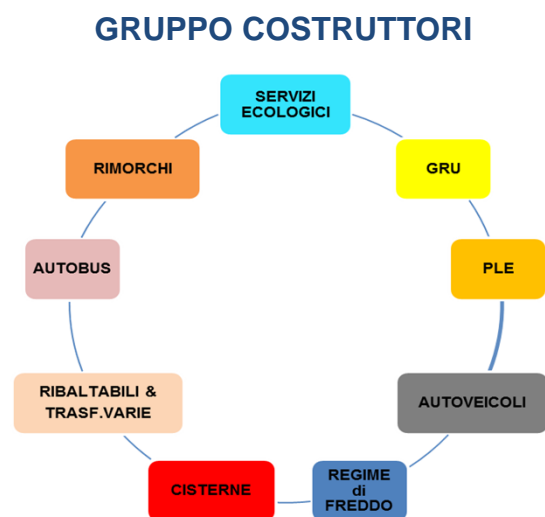 GRUPPO COSTRUTTORI
SERVIZI
ECOLOGICI
GRU
PLE
AUTOVEICOLI
REGIME
di
FREDDO
CISTERNE
RIBALTABILI &
TRASF.VARIE
AUTOBUS
RIMORCHI